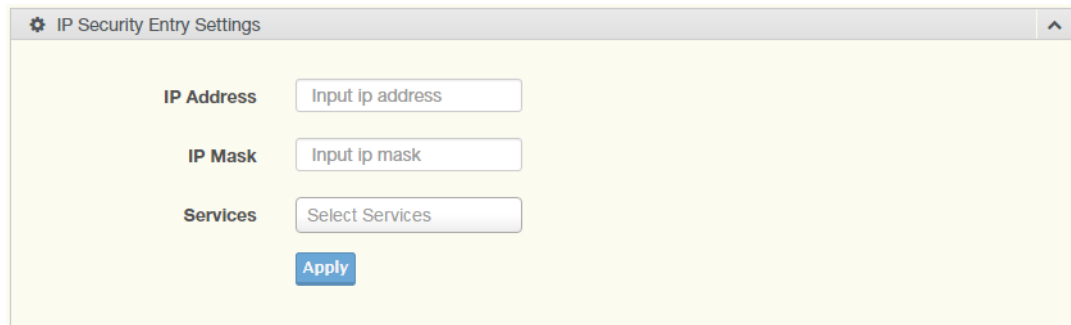 IP Security Entry Settings
IP Address Input ip address
IP Mask Input ip mask
Services Select Services
Apply